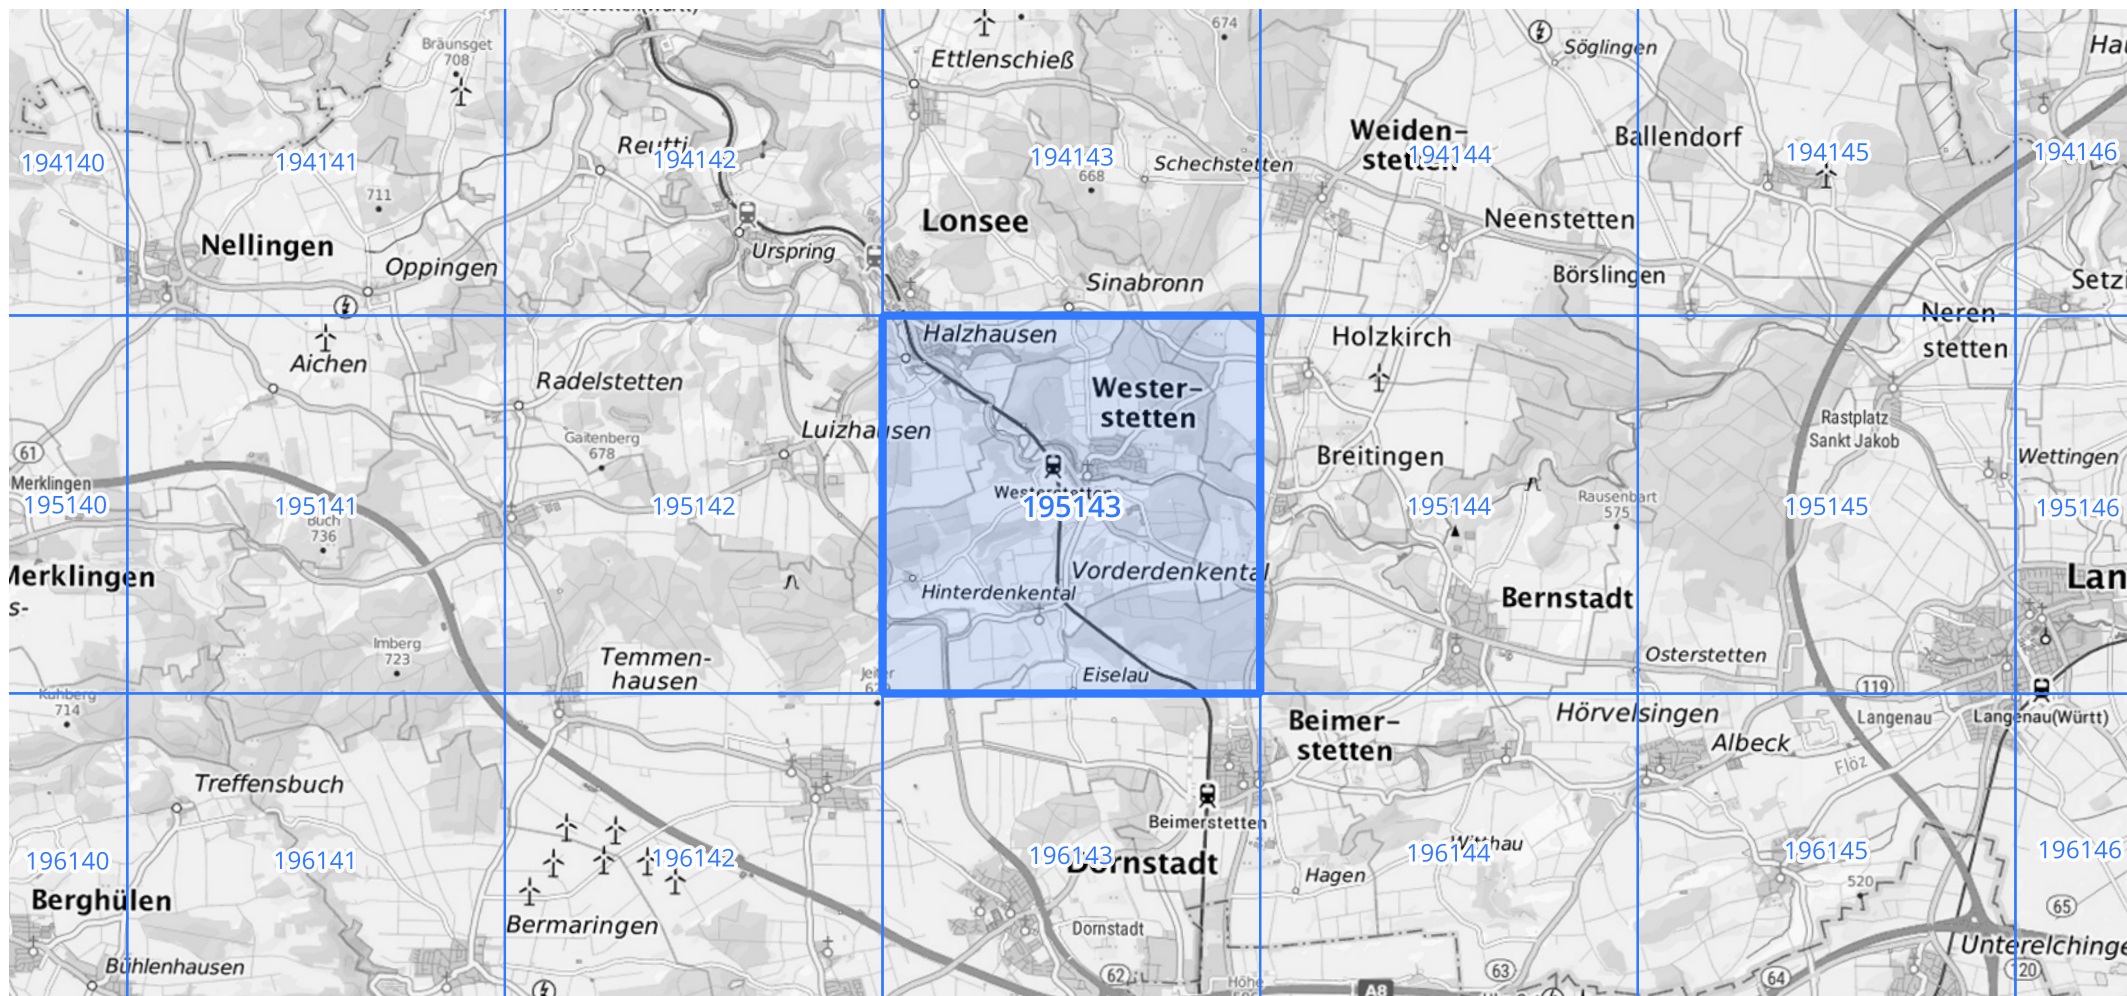 Bräunsget
708
Ettlenschieß
674
Söglingen
Reutti
Weiden-
stetten
Ballendorf
194140
194141
194142
194143
194144
194145
194146
Schechstetten
668
711
Nellingen
Oppingen
Urspring
Lonsee
Sinabronn
Neenstetten
Börslingen
Neren-
stetten
Aichen
Radelstetten
Halzhausen
Wester-
stetten
Holzkirch
Rastplatz
Sankt Jakob
Luizhausen
Gaitenberg
678
Breitingen
Wettingen
61
Merklingen
195140
195141
195142
Westerstetten
195143
195144
195145
195146
Rausenbart
575
Buch
736
Merklingen
s-
Hinterdenkental
Vorderdenkental
Bernstadt
Imberg
723
Temmen-
hausen
Eiselau
Osterstetten
119
Kuhberg
714
Beimer-
stetten
Hörvelsingen
Langenau
Langenau(Württ)
Albeck
Flöz
Treffensbuch
Beimerstetten
196140
196141
196142
196143
196144
196145
196146
Witthau
Dornstadt
Hagen
520
Berghülen
Bermaringen
Dornstadt
65
Bühlenhausen
62
Höhe
A8
63
64
20